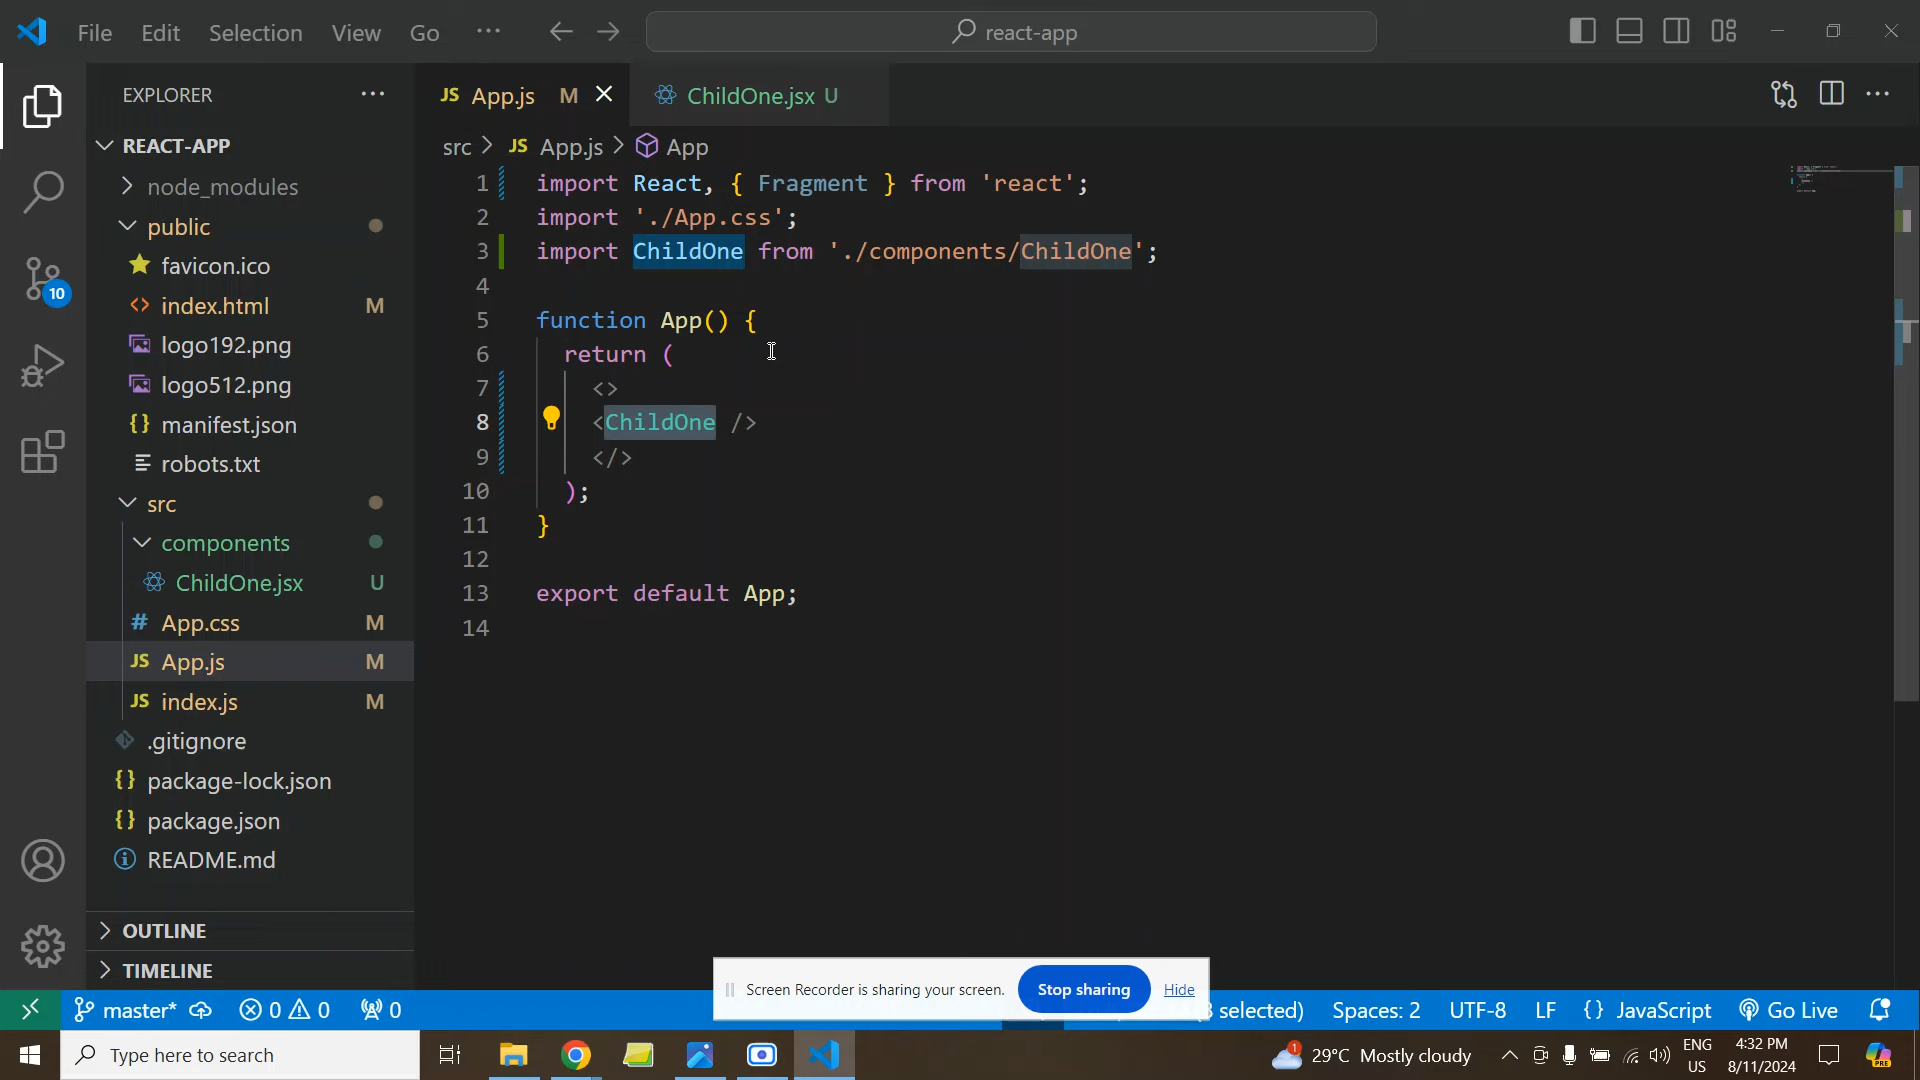 File Edit Selection View Go ··· react-app
EXPLORER ···
REACT-APP
node_modules
public
favicon.ico
index.html M
logo192.png
logo512.png
{} manifest.json
robots.txt
src
components
ChildOne.jsx U
# App.css M
JS App.js M
JS index.js M
.gitignore
{} package-lock.json
{} package.json
README.md
OUTLINE
TIMELINE
10
JS App.js M ChildOne.jsx U
src > JS App.js > App
1 import React, { Fragment } from 'react';
2 import './App.css';
3 import ChildOne from './components/ChildOne';
4
5 function App() {
6 return (
7 <>
8 <ChildOne />
9 </>
10 );
11 }
12
13 export default App;
14
Screen Recorder is sharing your screen. Stop sharing Hide
master* 0 0 0 selected) Spaces: 2 UTF-8 LF {} JavaScript Go Live
Type here to search 1 29°C Mostly cloudy ENG US 4:32 PM 8/11/2024 PRE